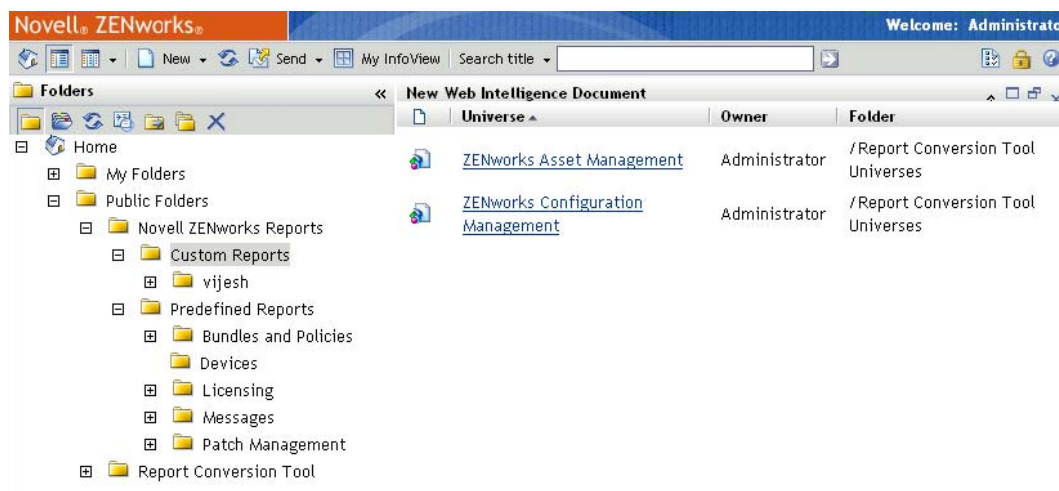 Novell® ZENworks®
Welcome: Administrato
New Send My InfoView Search title
Folders «
New Web Intelligence Document
Universe Owner Folder
Home
My Folders
Public Folders
Novell ZENworks Reports
Custom Reports
vijesh
Predefined Reports
Bundles and Policies
Devices
Licensing
Messages
Patch Management
Report Conversion Tool
ZENworks Asset Management Administrator /Report Conversion Tool
Universes
ZENworks Configuration
Management Administrator /Report Conversion Tool
Universes